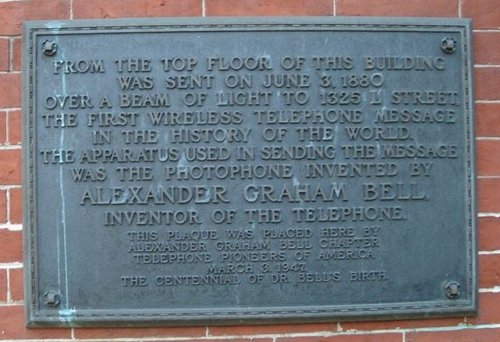 FROM THE TOP FLOOR OF THIS BUILDING
WAS SENT ON JUNE 3, 1880
OVER A BEAM OF LIGHT TO 1325 L STREET
THE FIRST WIRELESS TELEPHONE MESSAGE
IN THE HISTORY OF THE WORLD.
THE APPARATUS USED IN SENDING THE MESSAGE
WAS THE PHOTOPHONE INVENTED BY
ALEXANDER GRAHAM BELL,
INVENTOR OF THE TELEPHONE.
THIS PLAQUE WAS PLACED HERE BY
ALEXANDER GRAHAM BELL CHAPTER
TELEPHONE PIONEERS OF AMERICA
MARCH 3, 1947,
THE CENTENNIAL OF DR. BELL'S BIRTH.